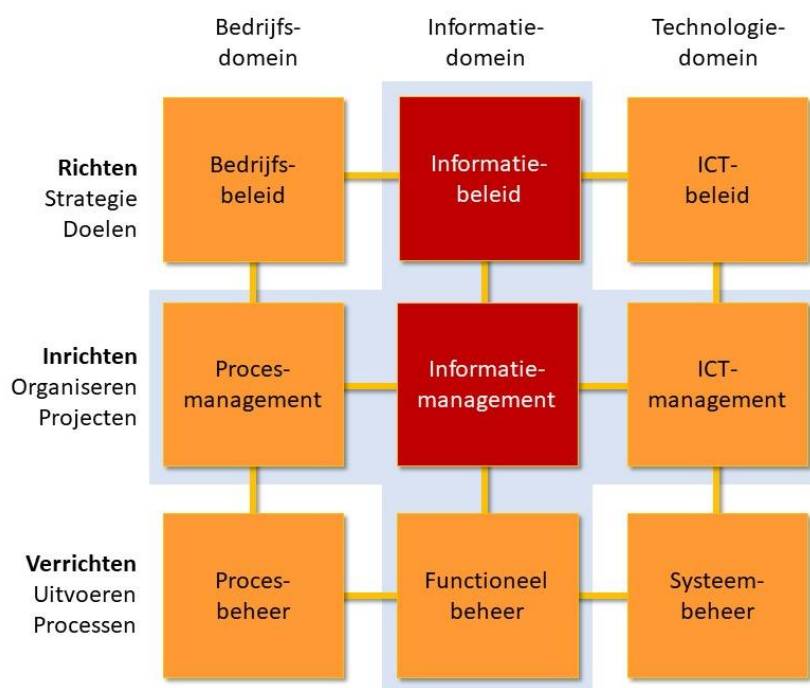 Bedrijfs-
domein
Informatie-
domein
Technologie-
domein
Richten
Strategie
Doelen
Bedrijfs-
beleid
Informatie-
beleid
ICT-
beleid
Inrichten
Organiseren
Projecten
Proces-
management
Informatie-
management
ICT-
management
Verrichten
Uitvoeren
Processen
Proces-
beheer
Functioneel
beheer
Systeem-
beheer